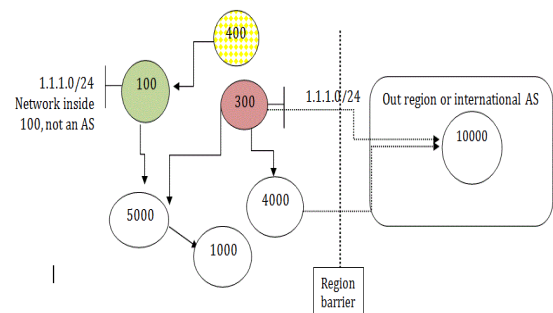 400
1.1.1.0/24
Network inside
100, not an AS
100
300
1.1.1.0/24
Out region or international AS
10000
5000
4000
1000
Region
barrier